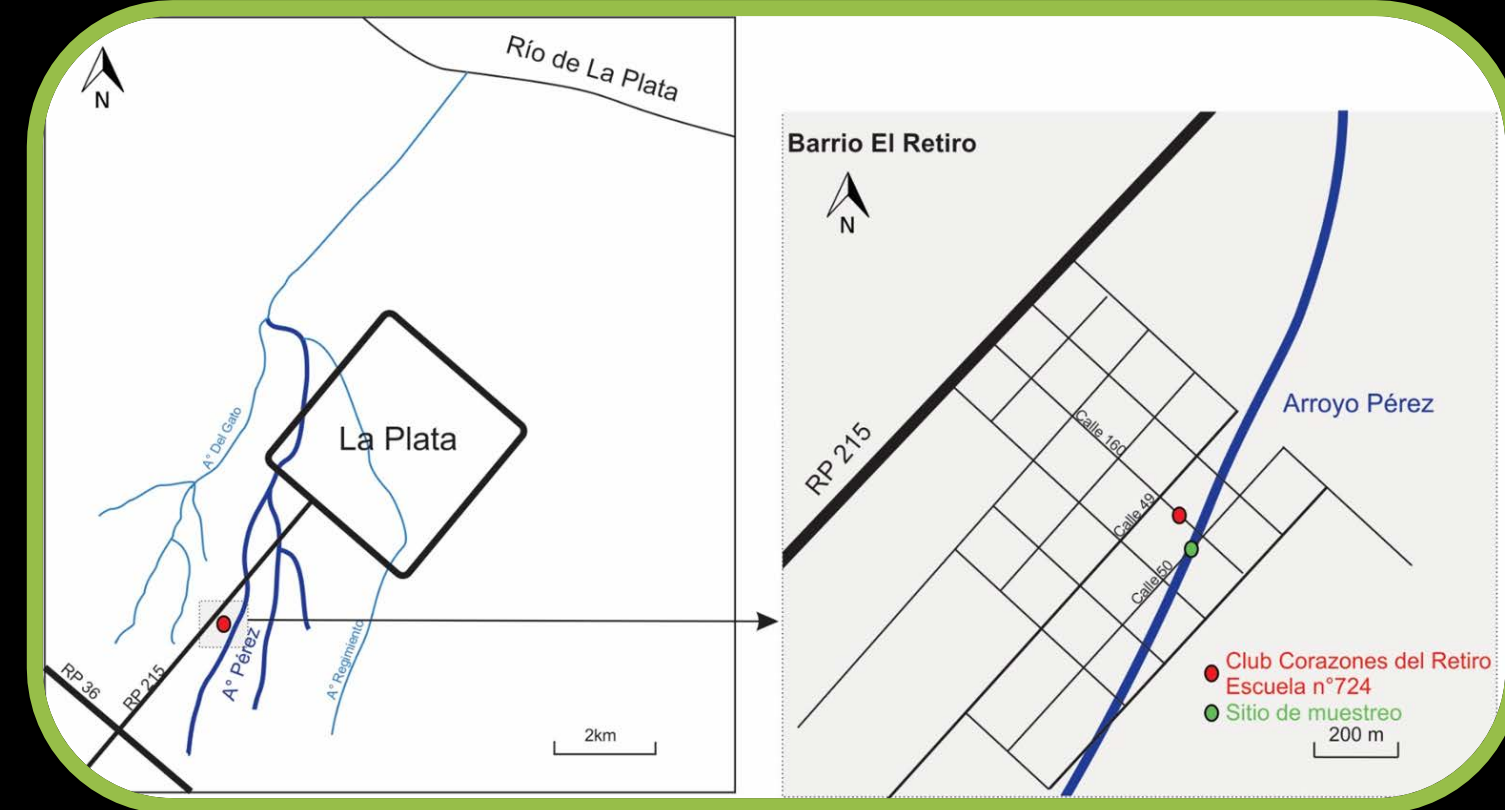 N
Río de La Plata
La Plata
A° Del Gato
A° Pérez
A° Regimiento
RP 36
RP 215
2km
Barrio El Retiro
N
RP 215
Arroyo Pérez
Calle 160
Calle 49
Calle 50
Club Corazones del Retiro
Escuela n°724
Sitio de muestreo
200 m